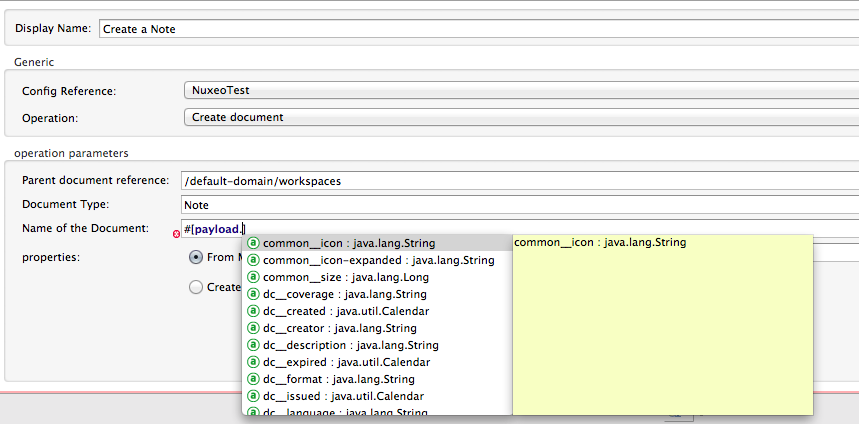 Display Name: Create a Note
Generic
Config Reference: NuxeoTest
Operation: Create document
operation parameters
Parent document reference: /default-domain/workspaces
Document Type: Note
Name of the Document: #[payload.]
common__icon : java.lang.String common__icon : java.lang.String
properties: From M
common__icon-expanded : java.lang.String
common__size : java.lang.Long
Create
dc__coverage : java.lang.String
dc__created : java.util.Calendar
dc__creator : java.lang.String
dc__description : java.lang.String
dc__expired : java.util.Calendar
dc__format : java.lang.String
dc__issued : java.util.Calendar
dc__language : java.lang.String